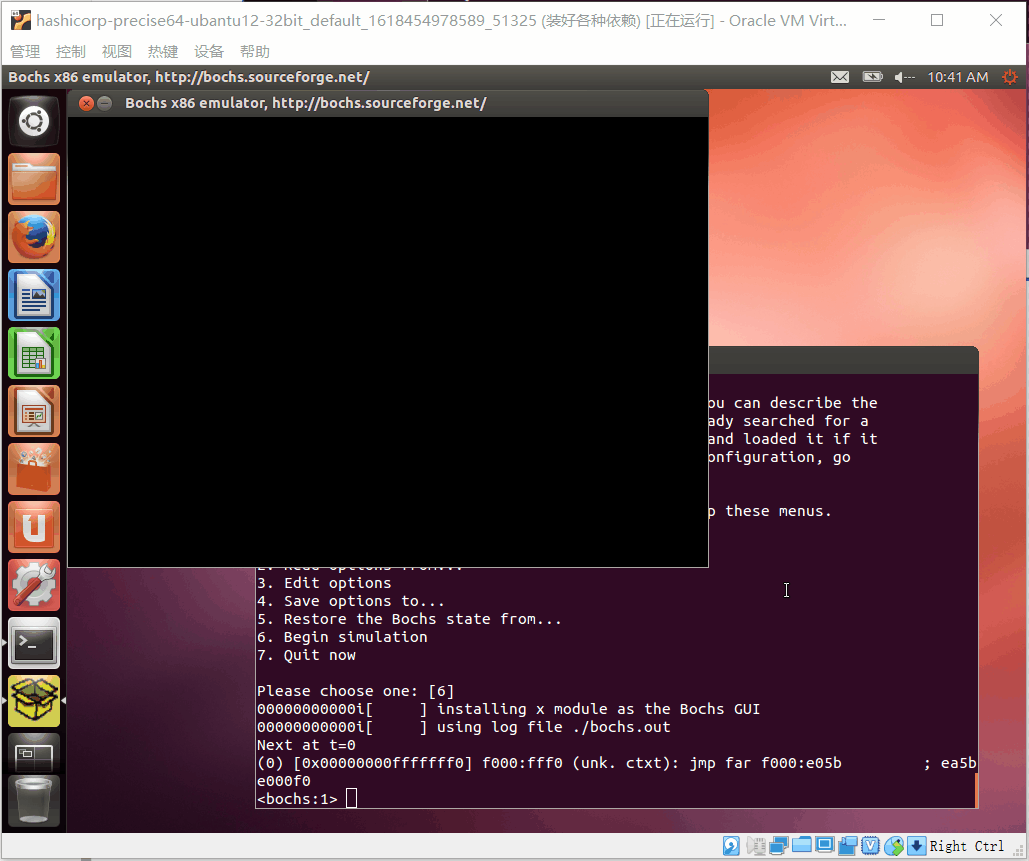 hashicorp-precise64-ubantu12-32bit_default_1618454978589_51325 (装好各种依赖) [正在运行] - Oracle VM Virt...
管理 控制 视图 热键 设备 帮助
Bochs x86 emulator, http://bochs.sourceforge.net/ 10:41 AM
Bochs x86 emulator, http://bochs.sourceforge.net/
ou can describe the
ady searched for a
and loaded it if it
onfiguration, go
p these menus.
2. Read options from...
3. Edit options
4. Save options to...
5. Restore the Bochs state from...
6. Begin simulation
7. Quit now
Please choose one: [6]
00000000000i[     ] installing x module as the Bochs GUI
00000000000i[     ] using log file ./bochs.out
Next at t=0
(0) [0x00000000fffffff0] f000:fff0 (unk. ctxt): jmp far f000:e05b         ; ea5b
e000f0
<bochs:1>
Right Ctrl